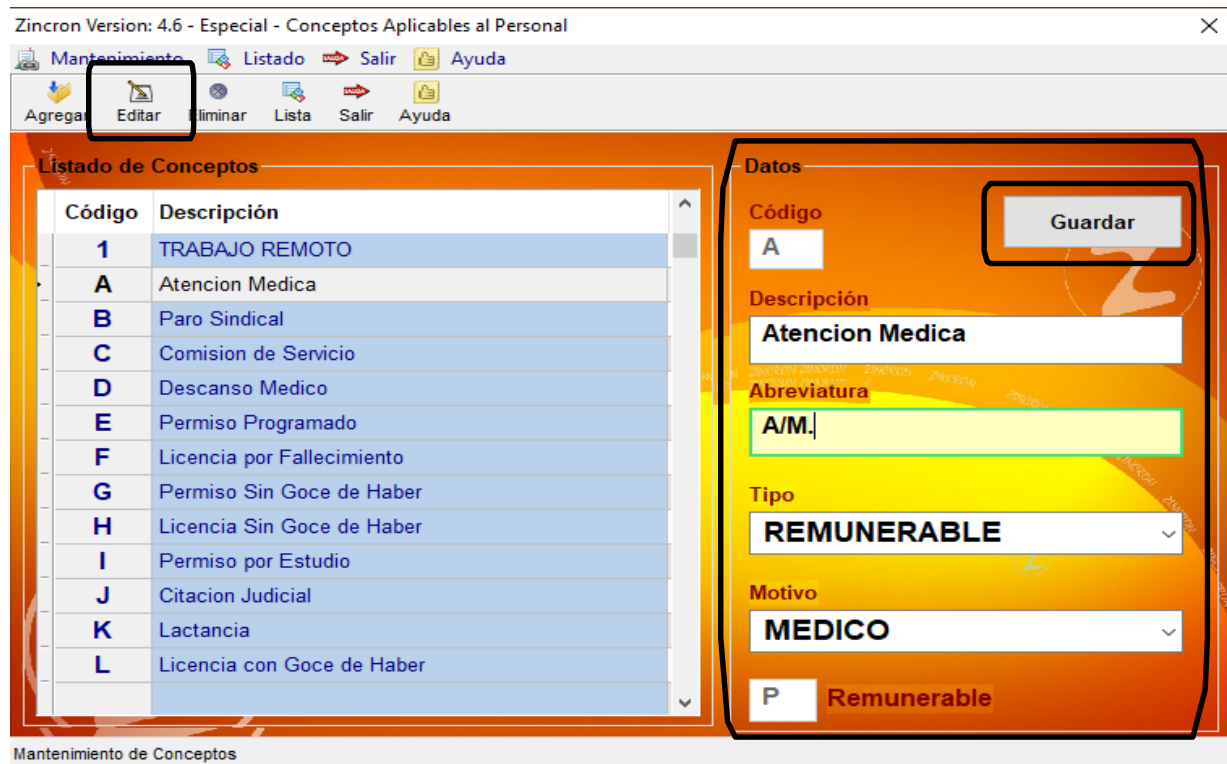 Zincron Version: 4.6 - Especial - Conceptos Aplicables al Personal
Mantenimiento Listado Salir Ayuda
Agregar Editar Eliminar Lista Salir Ayuda
Listado de Conceptos
Código Descripción
1 TRABAJO REMOTO
A Atencion Medica
B Paro Sindical
C Comision de Servicio
D Descanso Medico
E Permiso Programado
F Licencia por Fallecimiento
G Permiso Sin Goce de Haber
H Licencia Sin Goce de Haber
I Permiso por Estudio
J Citacion Judicial
K Lactancia
L Licencia con Goce de Haber
Datos
Código
Guardar
A
Descripción
Atencion Medica
Abreviatura
A/M.
Tipo
REMUNERABLE
Motivo
MEDICO
P Remunerable
Mantenimiento de Conceptos